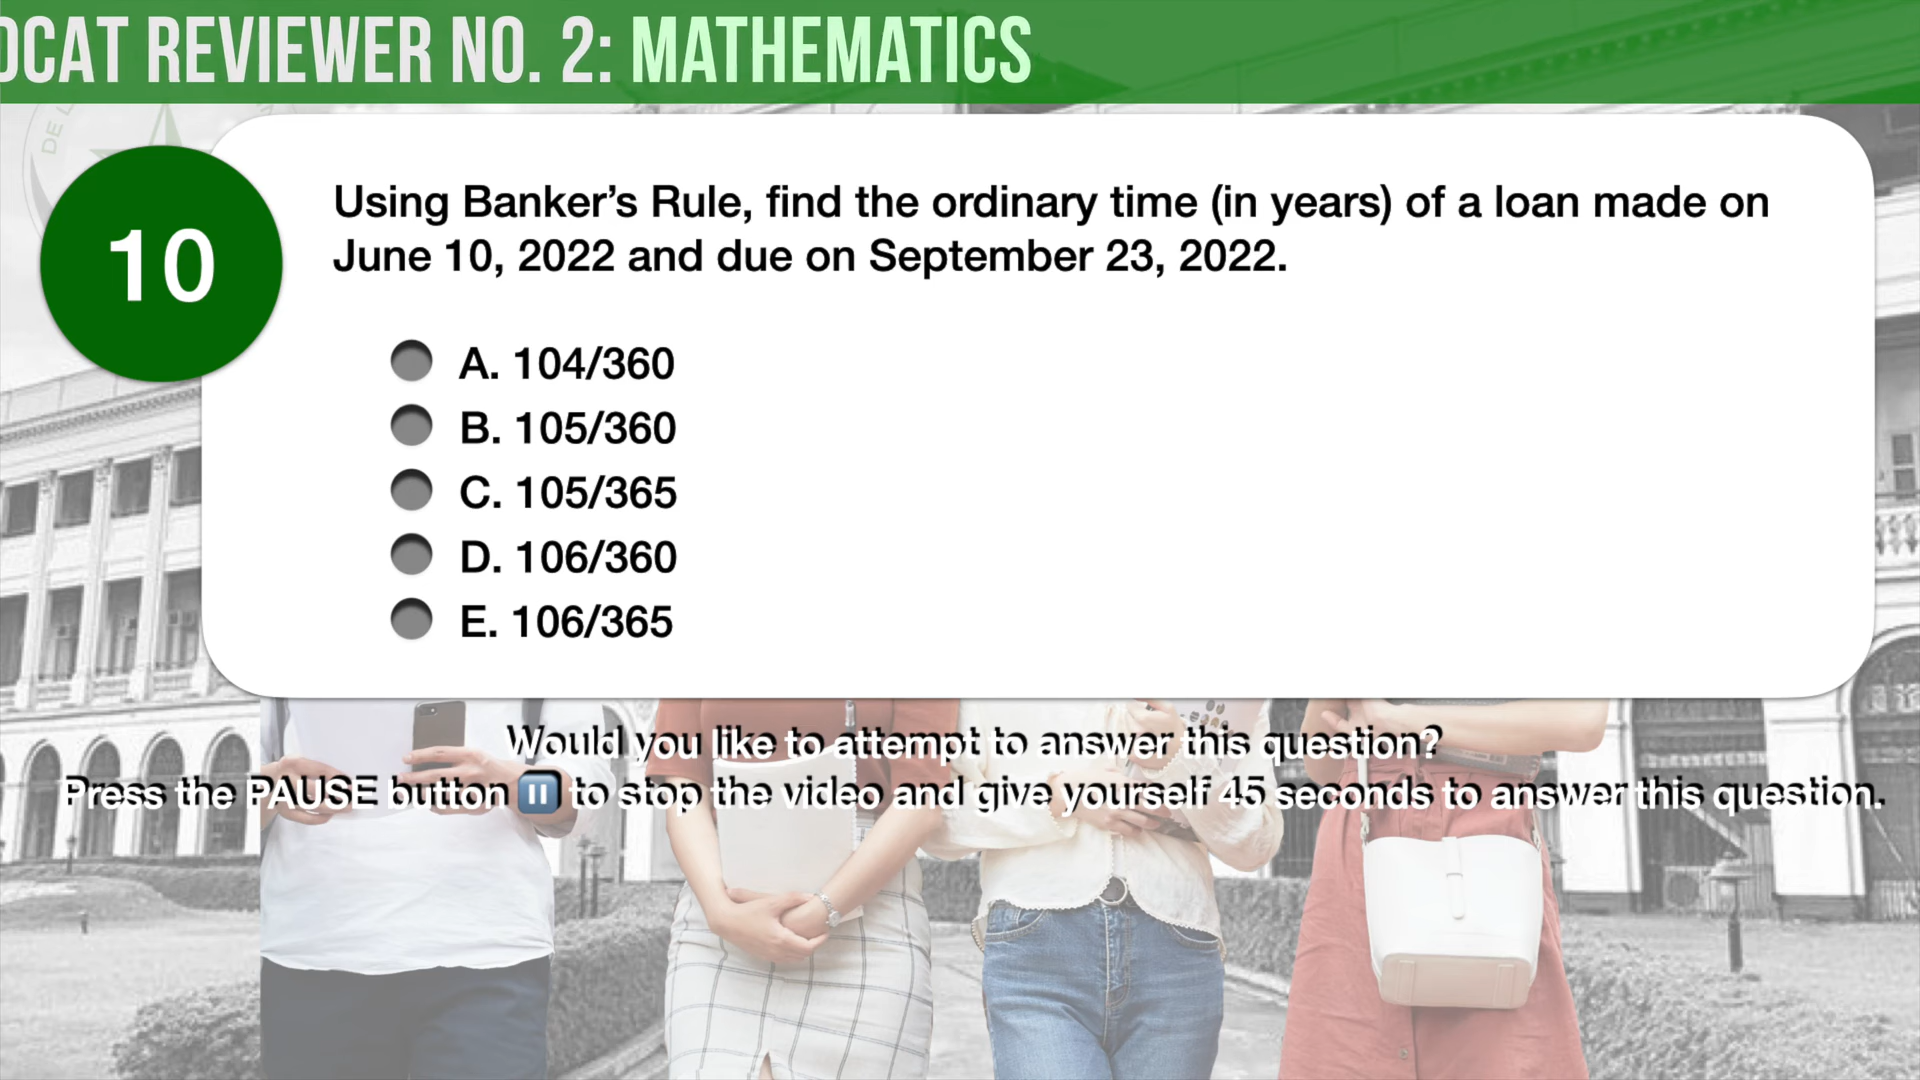 DCAT REVIEWER NO. 2: MATHEMATICS
DE L
10
Using Banker’s Rule, find the ordinary time (in years) of a loan made on
June 10, 2022 and due on September 23, 2022.
A. 104/360
B. 105/360
C. 105/365
D. 106/360
E. 106/365
Would you like to attempt to answer this question?
Press the PAUSE button ⏸ to stop the video and give yourself 45 seconds to answer this question.